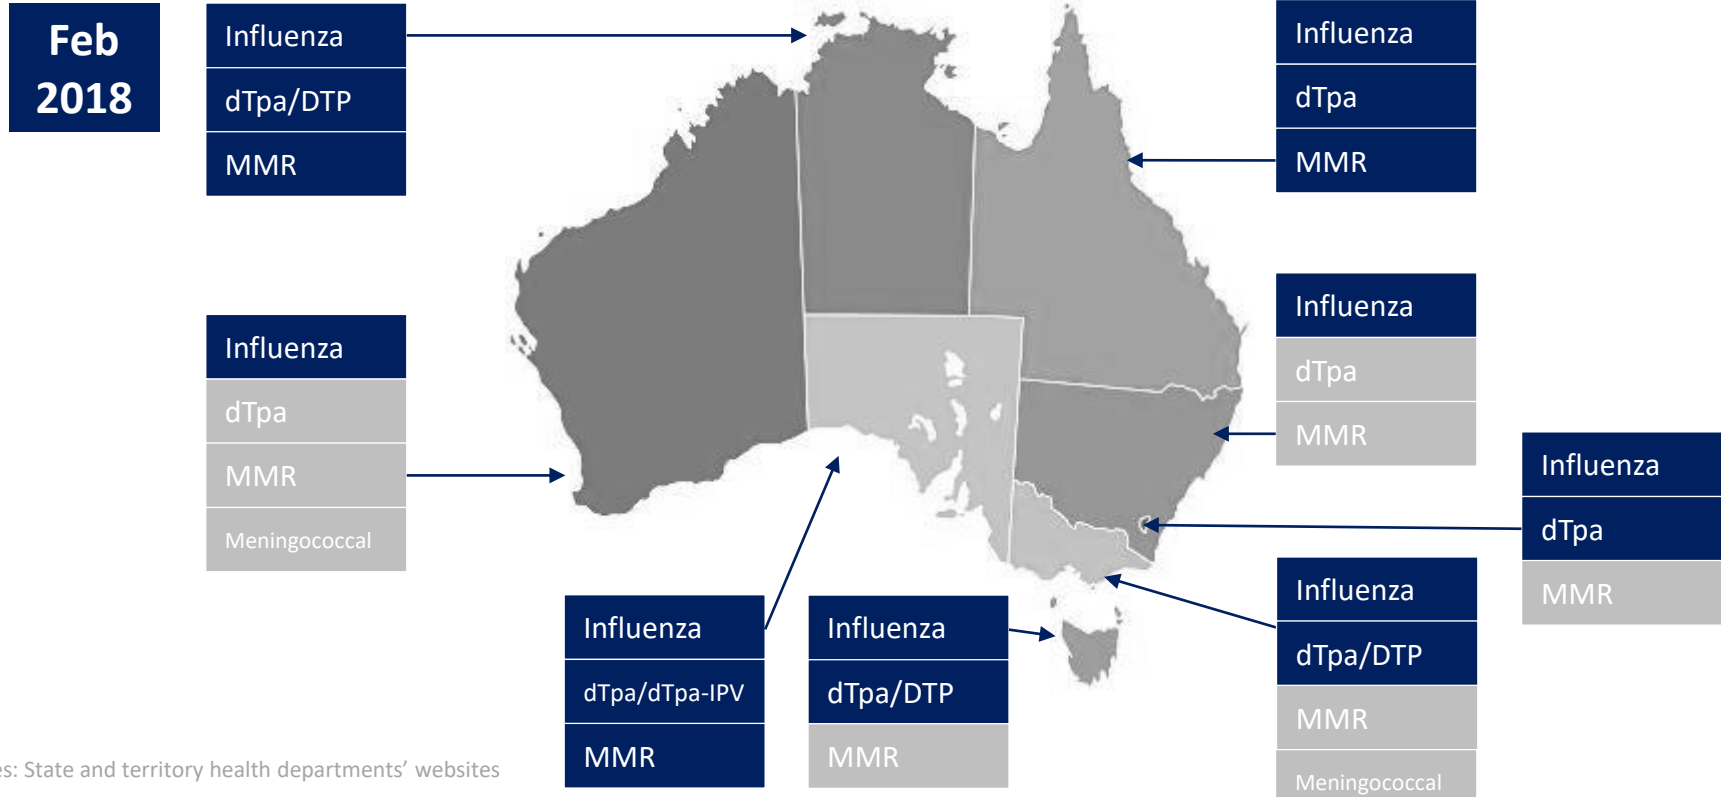 Feb
2018
Influenza
dTpa/DTP
MMR
Influenza
dTpa
MMR
Influenza
dTpa
MMR
Meningococcal
Influenza
dTpa
MMR
Influenza
dTpa
MMR
Influenza
dTpa/dTpa-IPV
MMR
Influenza
dTpa/DTP
MMR
Influenza
dTpa/DTP
MMR
Meningococcal
es: State and territory health departments’ websites